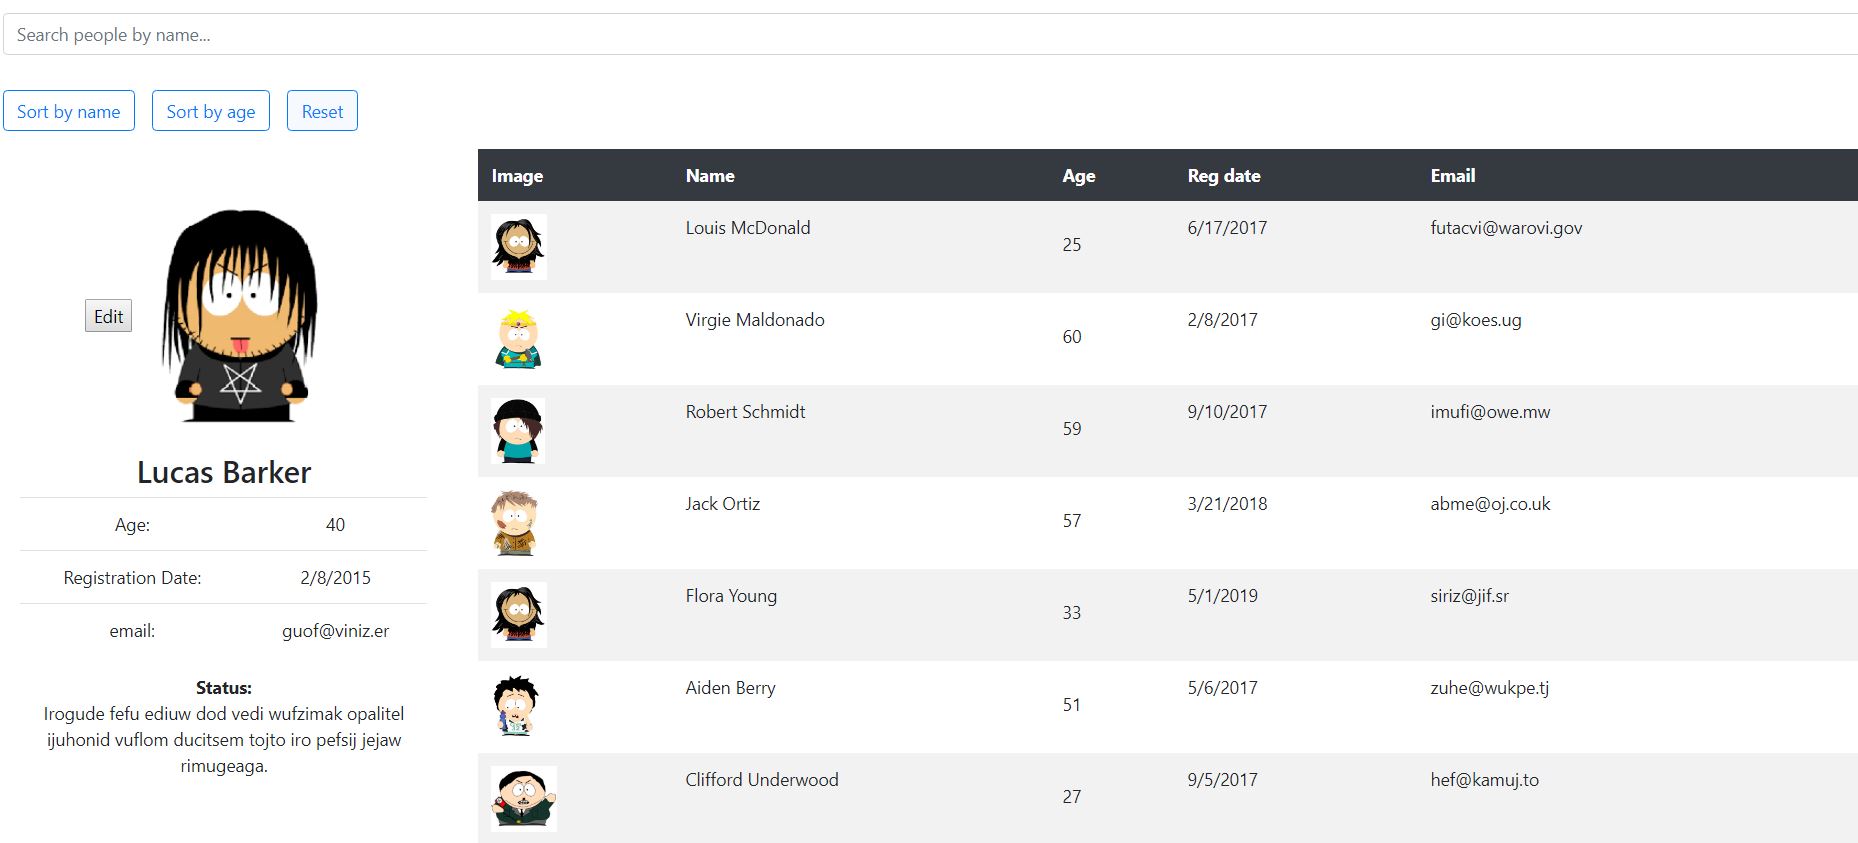 Search people by name...
Sort by name Sort by age Reset
Image Name Age Reg date Email
Edit
Lucas Barker
Age: 40
Registration Date: 2/8/2015
email: guof@viniz.er
Status:
Irogude fefu ediuw dod vedi wufzimak opalitel
ijuhonid vuflom ducitsem tojto iro pefsij jejaw
rimugeaga.
Louis McDonald 25 6/17/2017 futacvi@warovi.gov
Virgie Maldonado 60 2/8/2017 gi@koes.ug
Robert Schmidt 59 9/10/2017 imufi@owe.mw
Jack Ortiz 57 3/21/2018 abme@oj.co.uk
Flora Young 33 5/1/2019 siriz@jif.sr
Aiden Berry 51 5/6/2017 zuhe@wukpe.tj
Clifford Underwood 27 9/5/2017 hef@kamuj.to